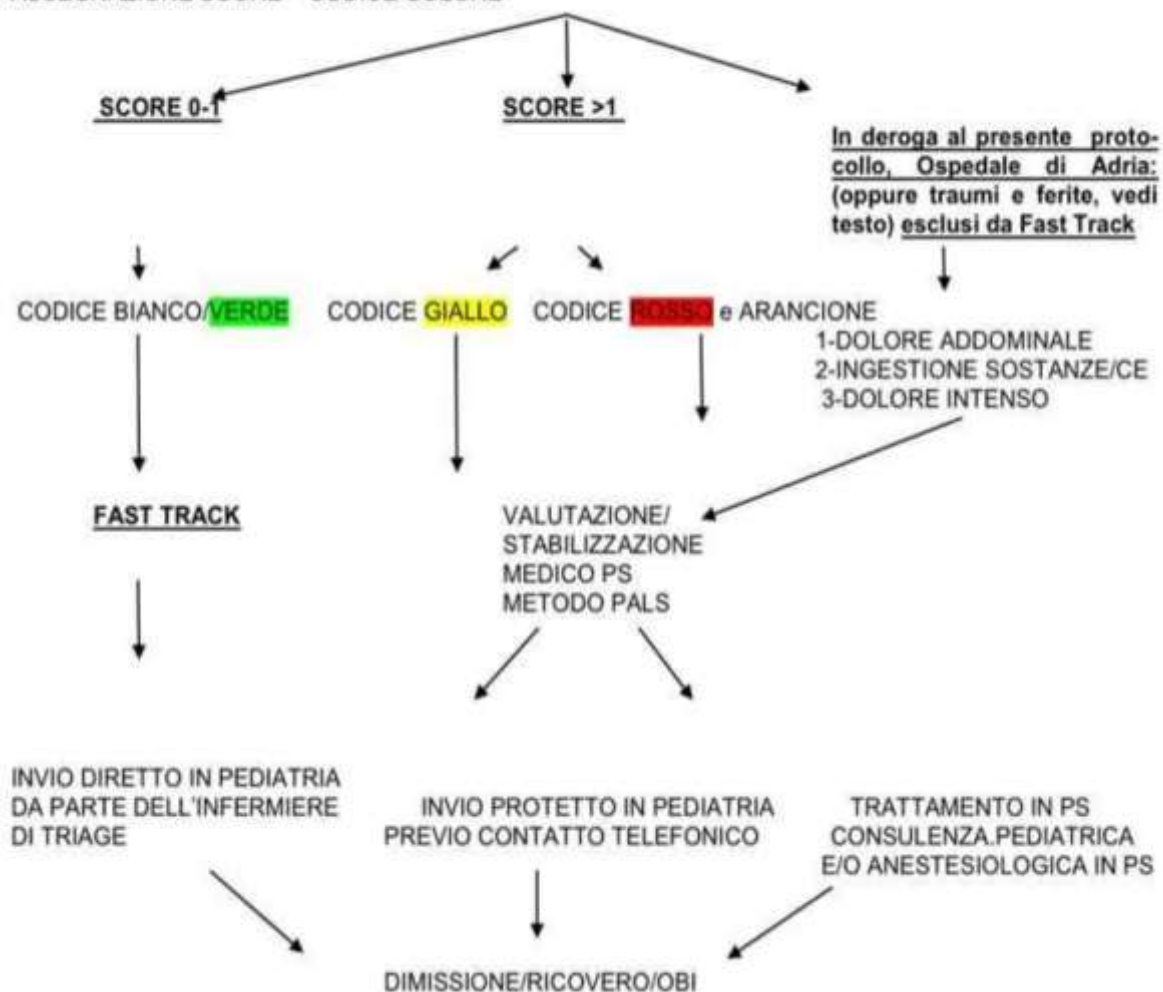 SCORE 0-1
SCORE >1
In deroga al presente proto-
collo, Ospedale di Adria:
(oppure traumi e ferite, vedi
testo) esclusi da Fast Track
CODICE BIANCO/VERDE
CODICE GIALLO
CODICE ROSSO e ARANCIONE
1-DOLORE ADDOMINALE
2-INGESTIONE SOSTANZE/CE
3-DOLORE INTENSO
FAST TRACK
VALUTAZIONE/
STABILIZZAZIONE
MEDICO PS
METODO PALS
INVIO DIRETTO IN PEDIATRIA
DA PARTE DELL'INFERMIERE
DI TRIAGE
INVIO PROTETTO IN PEDIATRIA
PREVIO CONTATTO TELEFONICO
TRATTAMENTO IN PS
CONSULENZA.PEDIATRICA
E/O ANESTESIOLOGICA IN PS
DIMISSIONE/RICOVERO/OBI